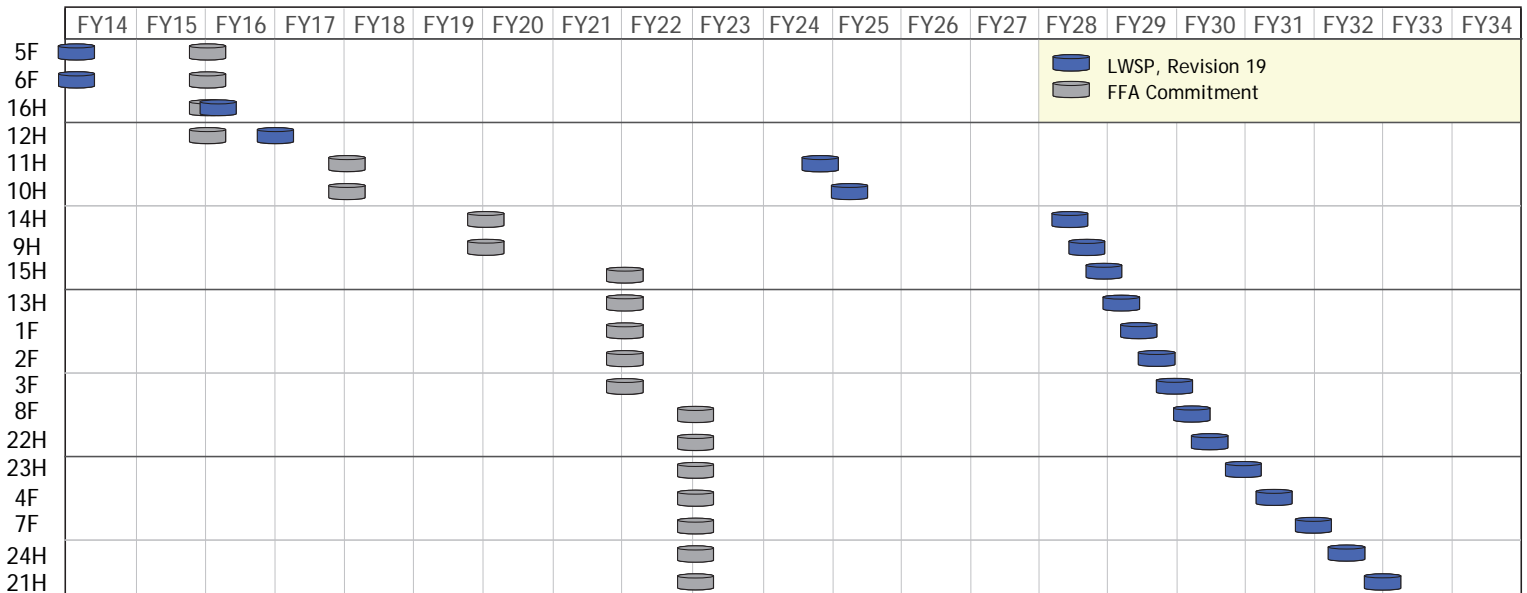 FY14 FY15 FY16 FY17 FY18 FY19 FY20 FY21 FY22 FY23 FY24 FY25 FY26 FY27 FY28 FY29 FY30 FY31 FY32 FY33 FY34
5F
LWSP, Revision 19
6F
FFA Commitment
16H
12H
11H
10H
14H
9H
15H
13H
1F
2F
3F
8F
22H
23H
4F
7F
24H
21H